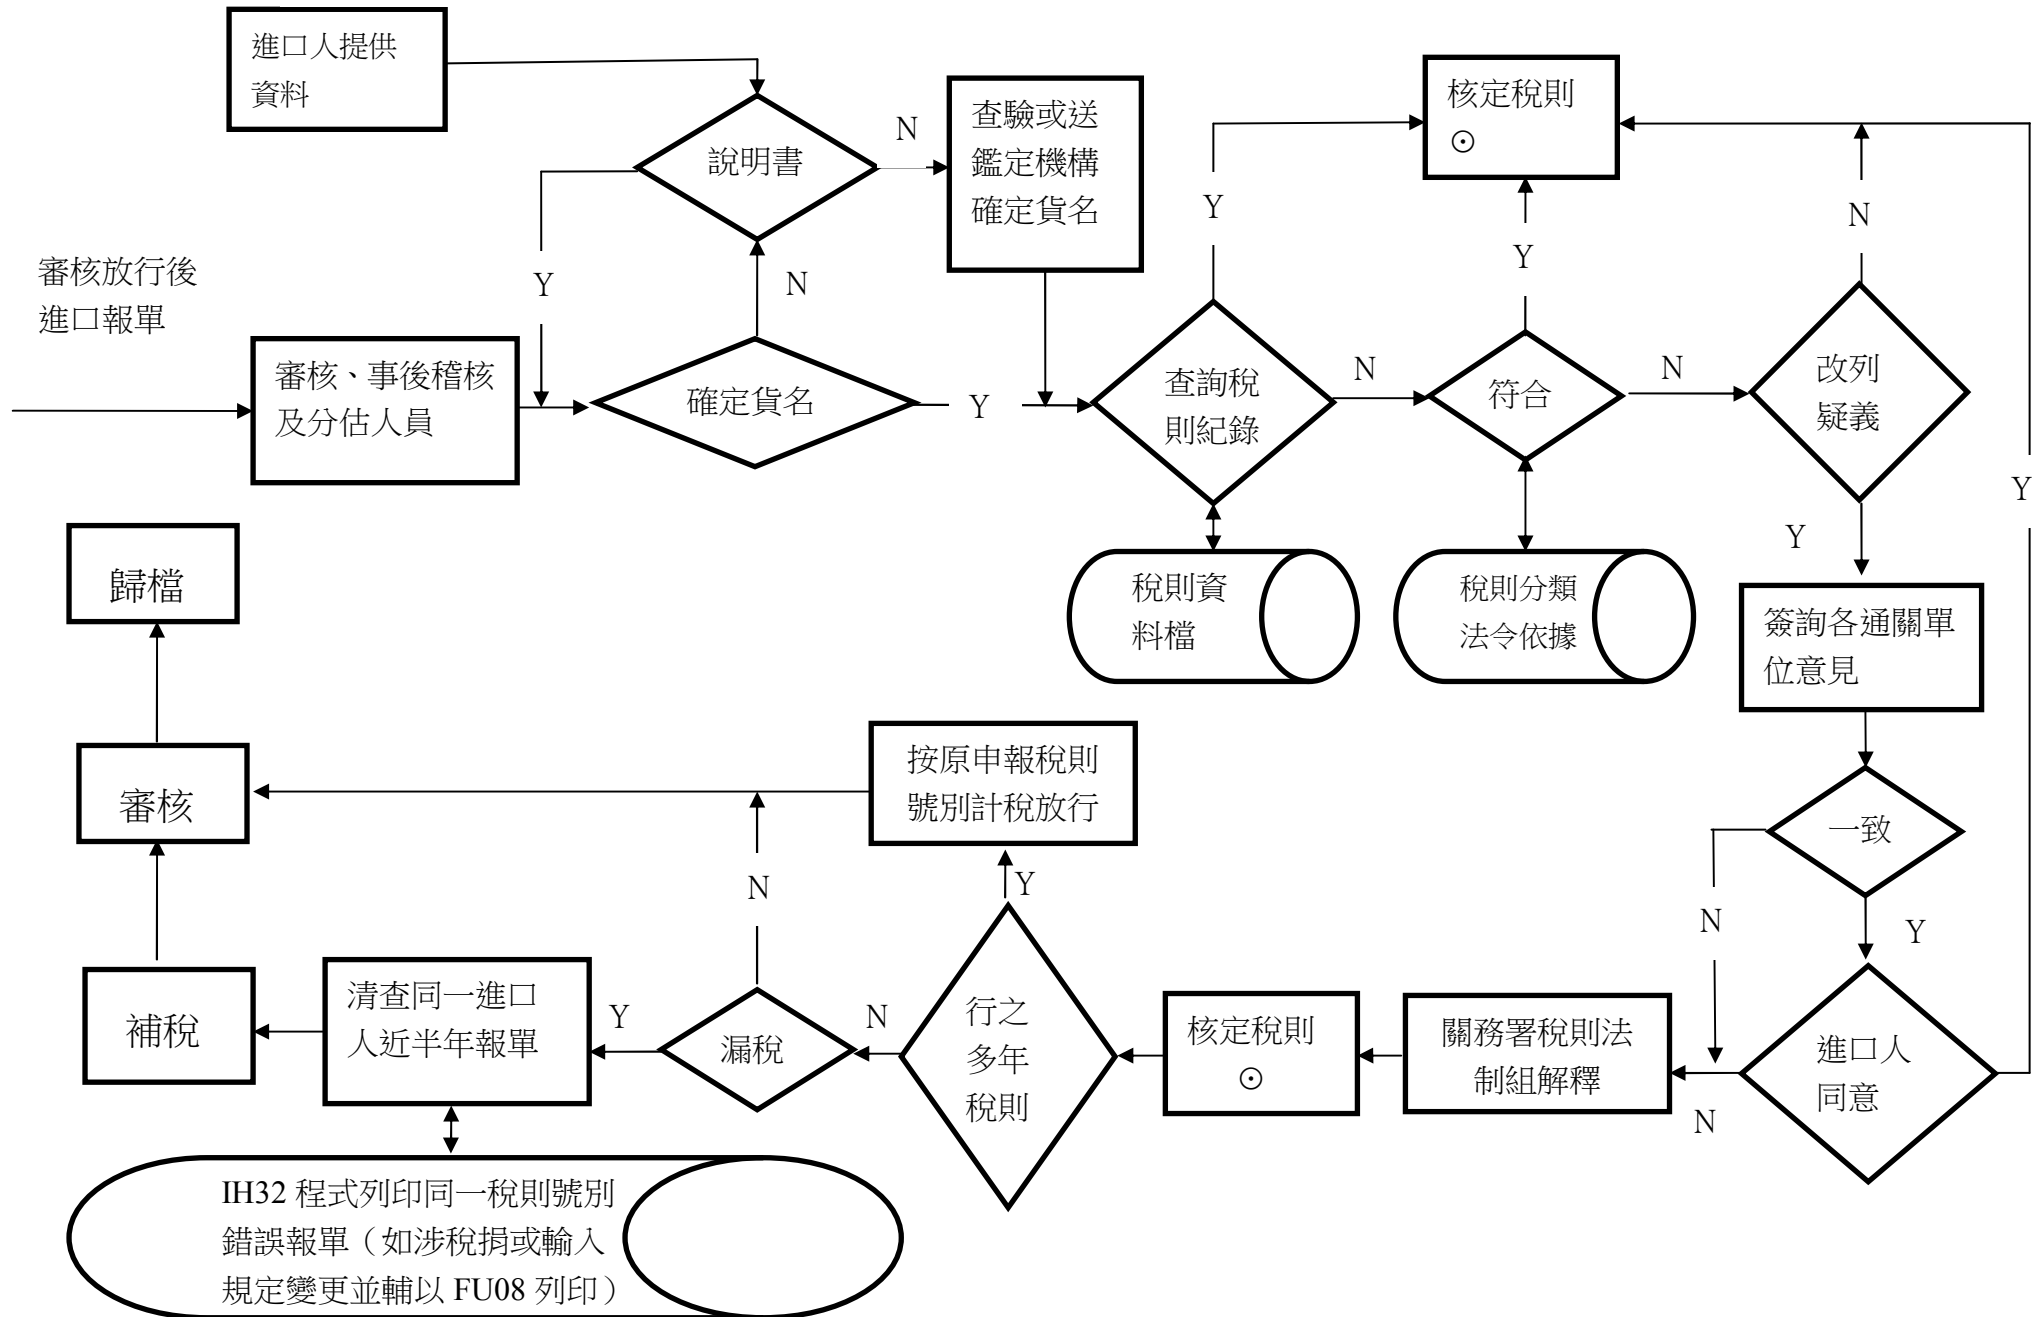 進口人提供
資料
說明書
N
查驗或送
鑑定機構
確定貨名
核定稅則
⊙
Y
Y
N
審核放行後
進口報單
Y
N
審核、事後稽核
及分估人員
確定貨名
Y
查詢稅
則紀錄
N
符合
N
改列
疑義
Y
Y
稅則資
料檔
稅則分類
法令依據
簽詢各通關單
位意見
歸檔
審核
按原申報稅則
號別計稅放行
一致
N
Y
N
Y
補稅
清查同一進口
人近半年報單
Y
漏稅
N
行之
多年
稅則
核定稅則
⊙
關務署稅則法
制組解釋
N
進口人
同意
IH32 程式列印同一稅則號別
錯誤報單（如涉稅捐或輸入
規定變更並輔以 FU08 列印）